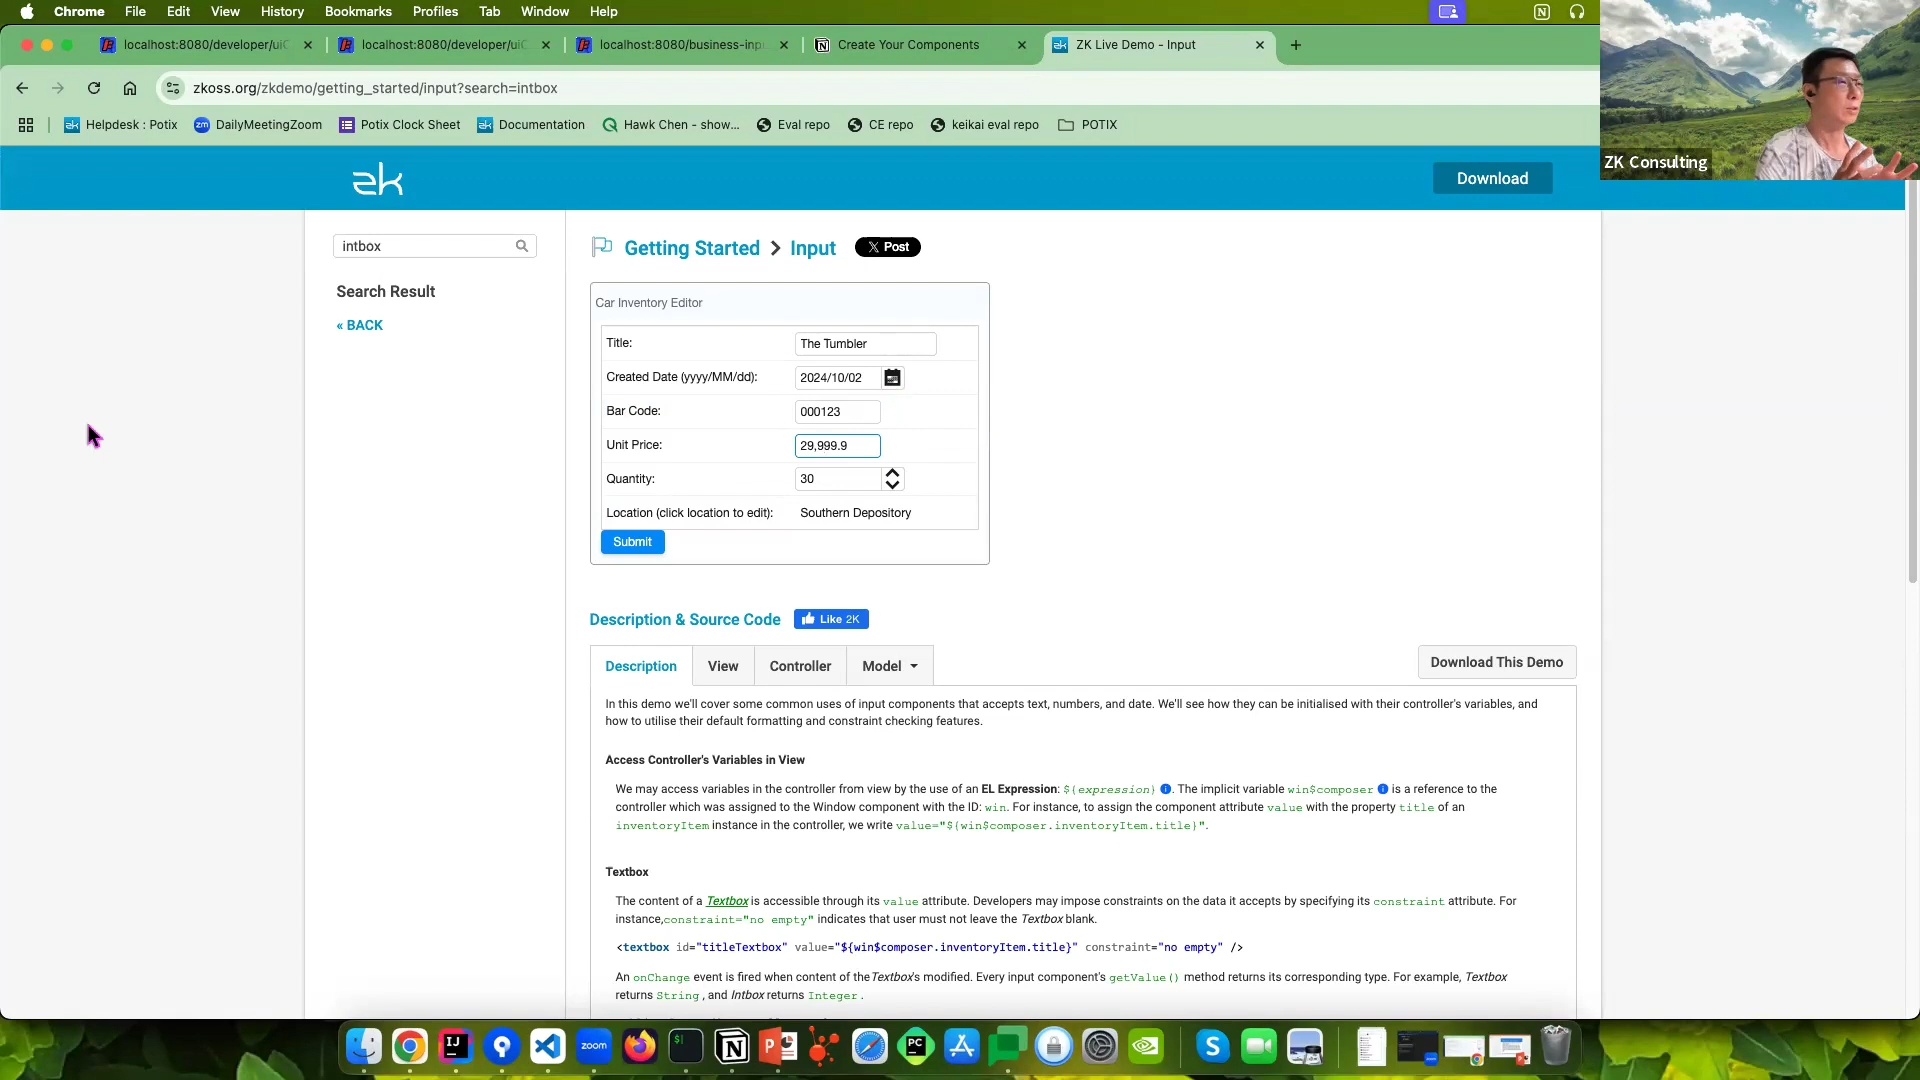 Chrome File Edit View History Bookmarks Profiles Tab Window Help
localhost:8080/developer/uiC
localhost:8080/developer/uiC
localhost:8080/business-inp
Create Your Components
ZK Live Demo - Input
zkoss.org/zkdemo/getting_started/input?search=intbox
Helpdesk : Potix
DailyMeetingZoom
Potix Clock Sheet
Documentation
Hawk Chen - show...
Eval repo
CE repo
keikai eval repo
POTIX
ZK Consulting
zk
Download
intbox
Search Result
« BACK
Getting Started > Input
X Post
Car Inventory Editor
Title: The Tumbler
Created Date (yyyy/MM/dd): 2024/10/02
Bar Code: 000123
Unit Price: 29,999.9
Quantity: 30
Location (click location to edit): Southern Depository
Submit
Description & Source Code
Like 2K
Description View Controller Model
Download This Demo
In this demo we'll cover some common uses of input components that accepts text, numbers, and date. We'll see how they can be initialised with their controller's variables, and
how to utilise their default formatting and constraint checking features.
Access Controller's Variables in View
We may access variables in the controller from view by the use of an EL Expression: ${expression} . The implicit variable win$composer is a reference to the
controller which was assigned to the Window component with the ID: win. For instance, to assign the component attribute value with the property title of an
inventoryItem instance in the controller, we write value="${win$composer.inventoryItem.title}".
Textbox
The content of a Textbox is accessible through its value attribute. Developers may impose constraints on the data it accepts by specifying its constraint attribute. For
instance,constraint="no empty" indicates that user must not leave the Textbox blank.
<textbox id="titleTextbox" value="${win$composer.inventoryItem.title}" constraint="no empty" />
An onChange event is fired when content of theTextbox's modified. Every input component's getValue() method returns its corresponding type. For example, Textbox
returns String , and Intbox returns Integer .
IJ
zoom
$
N
P
PC
S